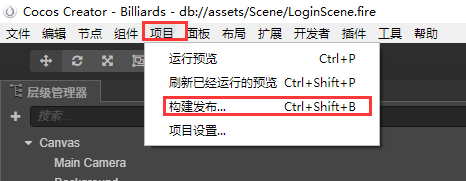 Cocos Creator - Billiards - db://assets/Scene/LoginScene.fire
文件 编辑 节点 组件 项目 面板 布局 扩展 开发者 插件 工具 帮助
运行预览 Ctrl+P
刷新已经运行的预览 Ctrl+Shift+P
构建发布... Ctrl+Shift+B
项目设置...
层级管理器
搜索...
Canvas
Main Camera